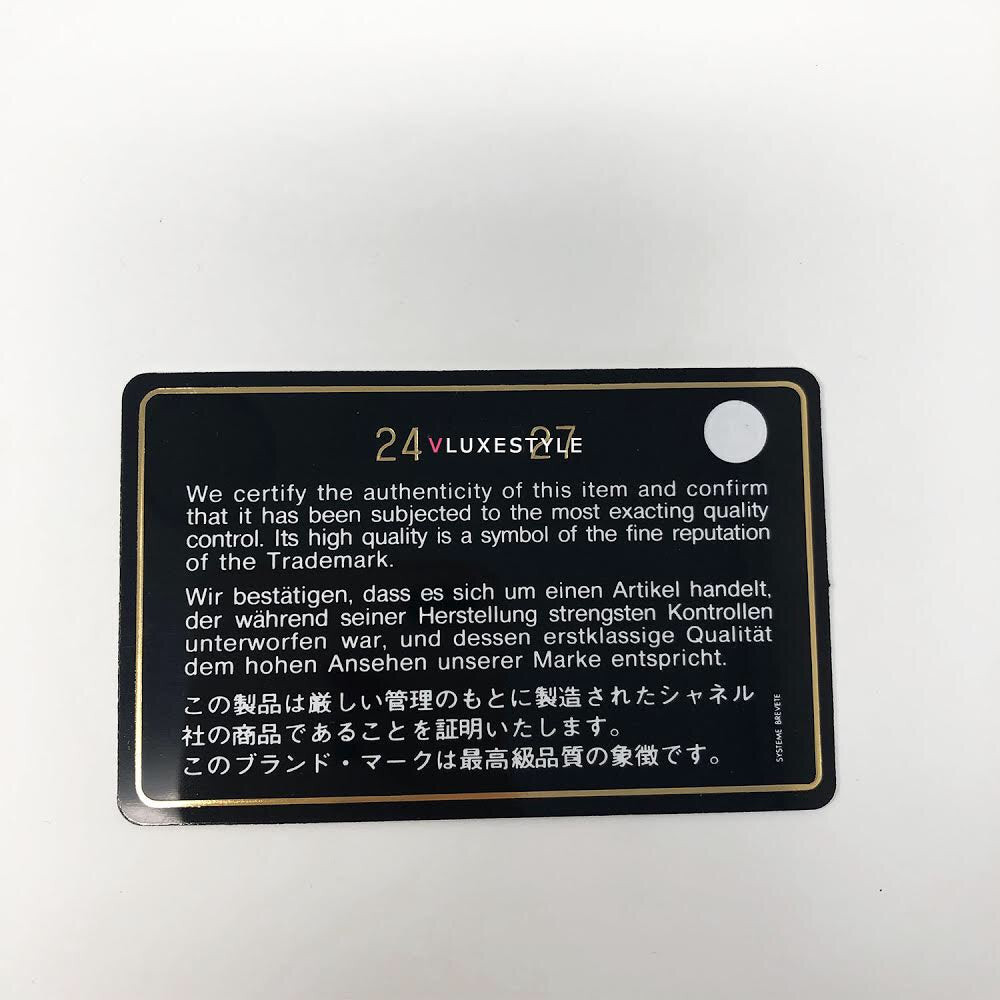 24 VLUXESTYLE 27
We certify the authenticity of this item and confirm
that it has been subjected to the most exacting quality
control. Its high quality is a symbol of the fine reputation
of the Trademark.
Wir bestätigen, dass es sich um einen Artikel handelt,
der während seiner Herstellung strengsten Kontrollen
unterworfen war, und dessen erstklassige Qualität
dem hohen Ansehen unserer Marke entspricht.
この製品は厳しい管理のもとに製造されたシャネル
社の商品であることを証明いたします。
このブランド・マークは最高級品質の象徴です。
SYSTEME BREVETE